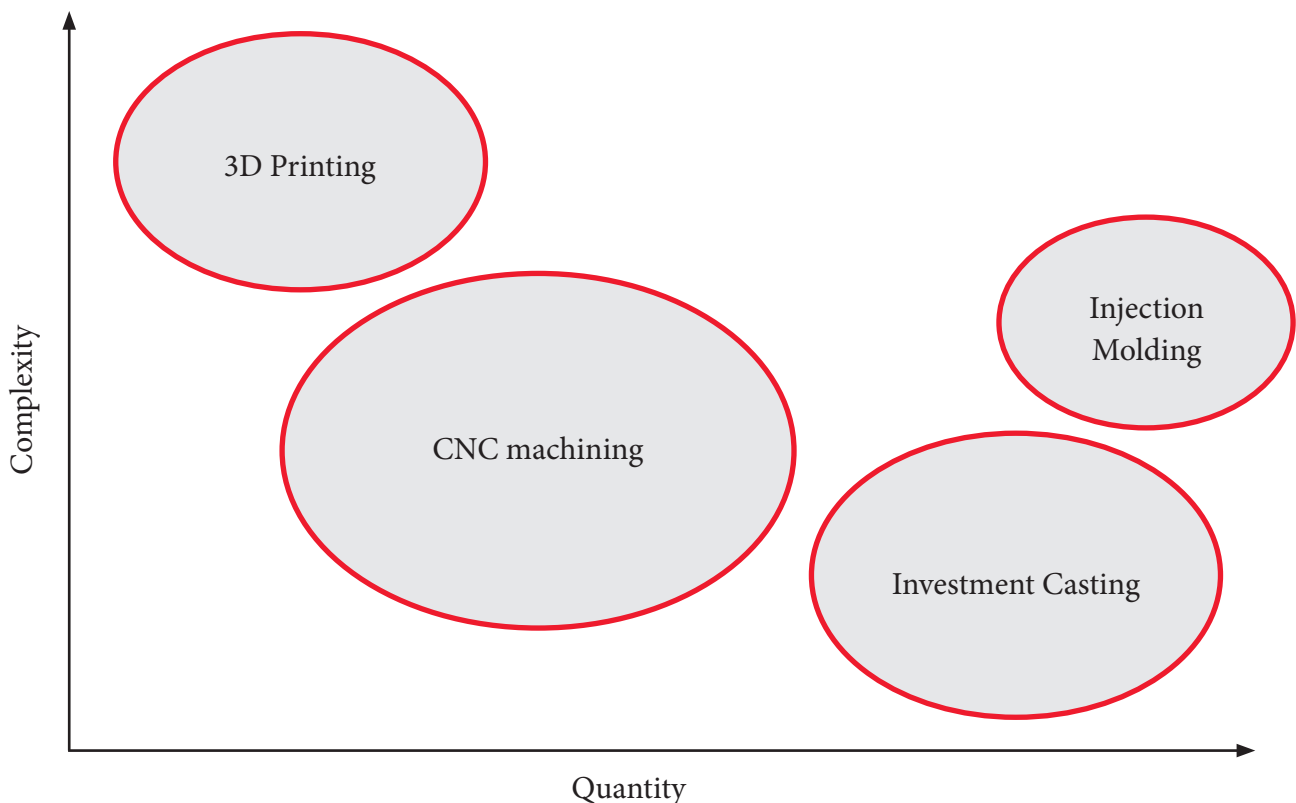 3D Printing
Injection
Molding
CNC machining
Investment Casting
Complexity
Quantity